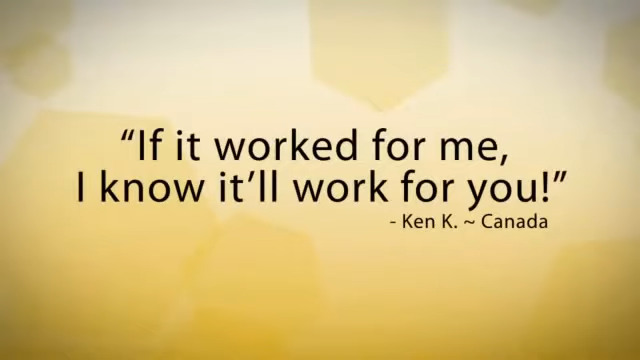 “If it worked for me,
I know it’ll work for you!”
- Ken K. ~ Canada